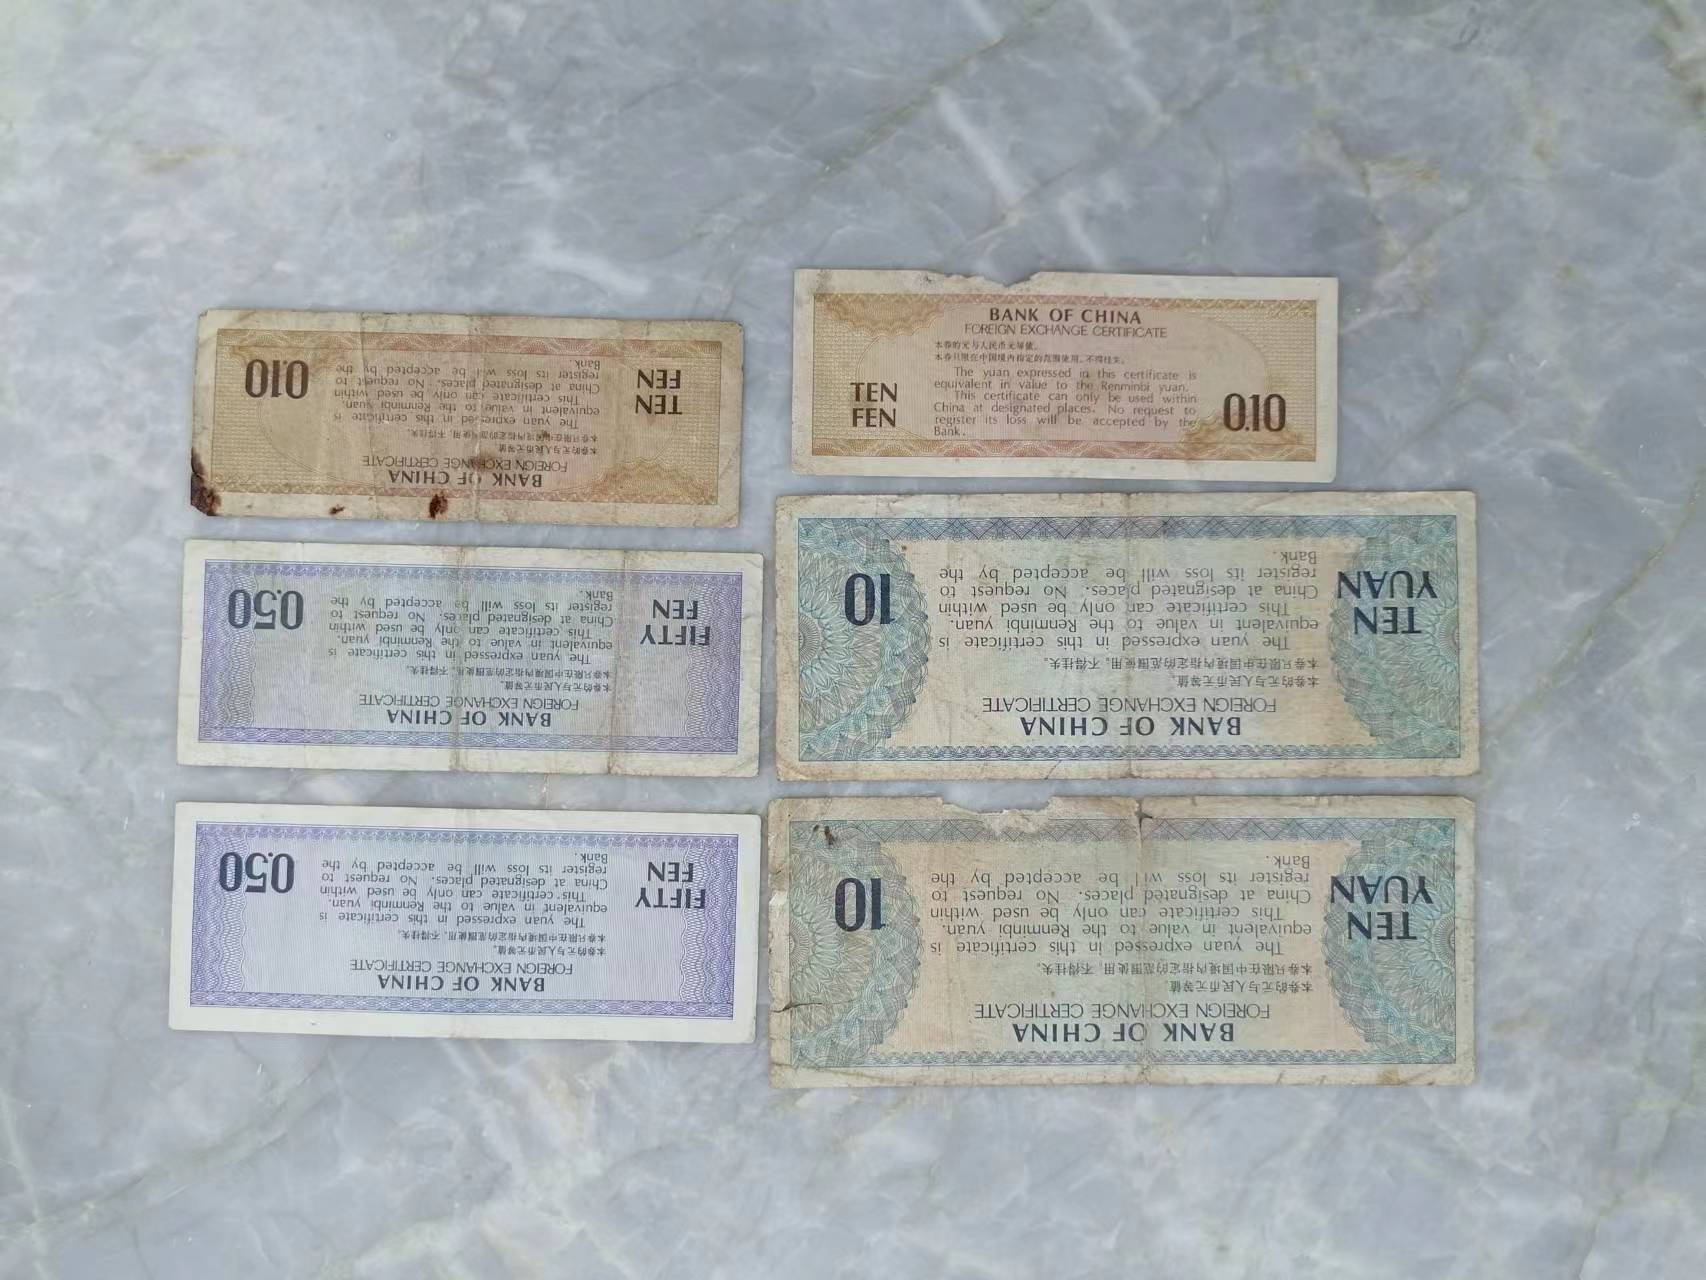 BANK OF CHINA
FOREIGN EXCHANGE CERTIFICATE
本券的元与人民币元等值。
本券只限在中国境内指定的范围使用，不得挂失。
The yuan expressed in this certificate is
equivalent in value to the Renminbi yuan.
This certificate can only be used within
China at designated places. No request to
register its loss will be accepted by the
Bank.
TEN
FEN
0.10
BANK OF CHINA
FOREIGN EXCHANGE CERTIFICATE
本券的元与人民币元等值。
本券只限在中国境内指定的范围使用，不得挂失。
The yuan expressed in this certificate is
equivalent in value to the Renminbi yuan.
This certificate can only be used within
China at designated places. No request to
register its loss will be accepted by the
Bank.
TEN
FEN
0.10
BANK OF CHINA
FOREIGN EXCHANGE CERTIFICATE
本券的元与人民币元等值。
本券只限在中国境内指定的范围使用，不得挂失。
The yuan expressed in this certificate is
equivalent in value to the Renminbi yuan.
This certificate can only be used within
China at designated places. No request to
register its loss will be accepted by the
Bank.
FIFTY
FEN
0.50
BANK OF CHINA
FOREIGN EXCHANGE CERTIFICATE
本券的元与人民币元等值。
本券只限在中国境内指定的范围使用，不得挂失。
The yuan expressed in this certificate is
equivalent in value to the Renminbi yuan.
This certificate can only be used within
China at designated places. No request to
register its loss will be accepted by the
Bank.
TEN
YUAN
10
BANK OF CHINA
FOREIGN EXCHANGE CERTIFICATE
本券的元与人民币元等值。
本券只限在中国境内指定的范围使用，不得挂失。
The yuan expressed in this certificate is
equivalent in value to the Renminbi yuan.
This certificate can only be used within
China at designated places. No request to
register its loss will be accepted by the
Bank.
FIFTY
FEN
0.50
BANK OF CHINA
FOREIGN EXCHANGE CERTIFICATE
本券的元与人民币元等值。
本券只限在中国境内指定的范围使用，不得挂失。
The yuan expressed in this certificate is
equivalent in value to the Renminbi yuan.
This certificate can only be used within
China at designated places. No request to
register its loss will be accepted by the
Bank.
TEN
YUAN
10